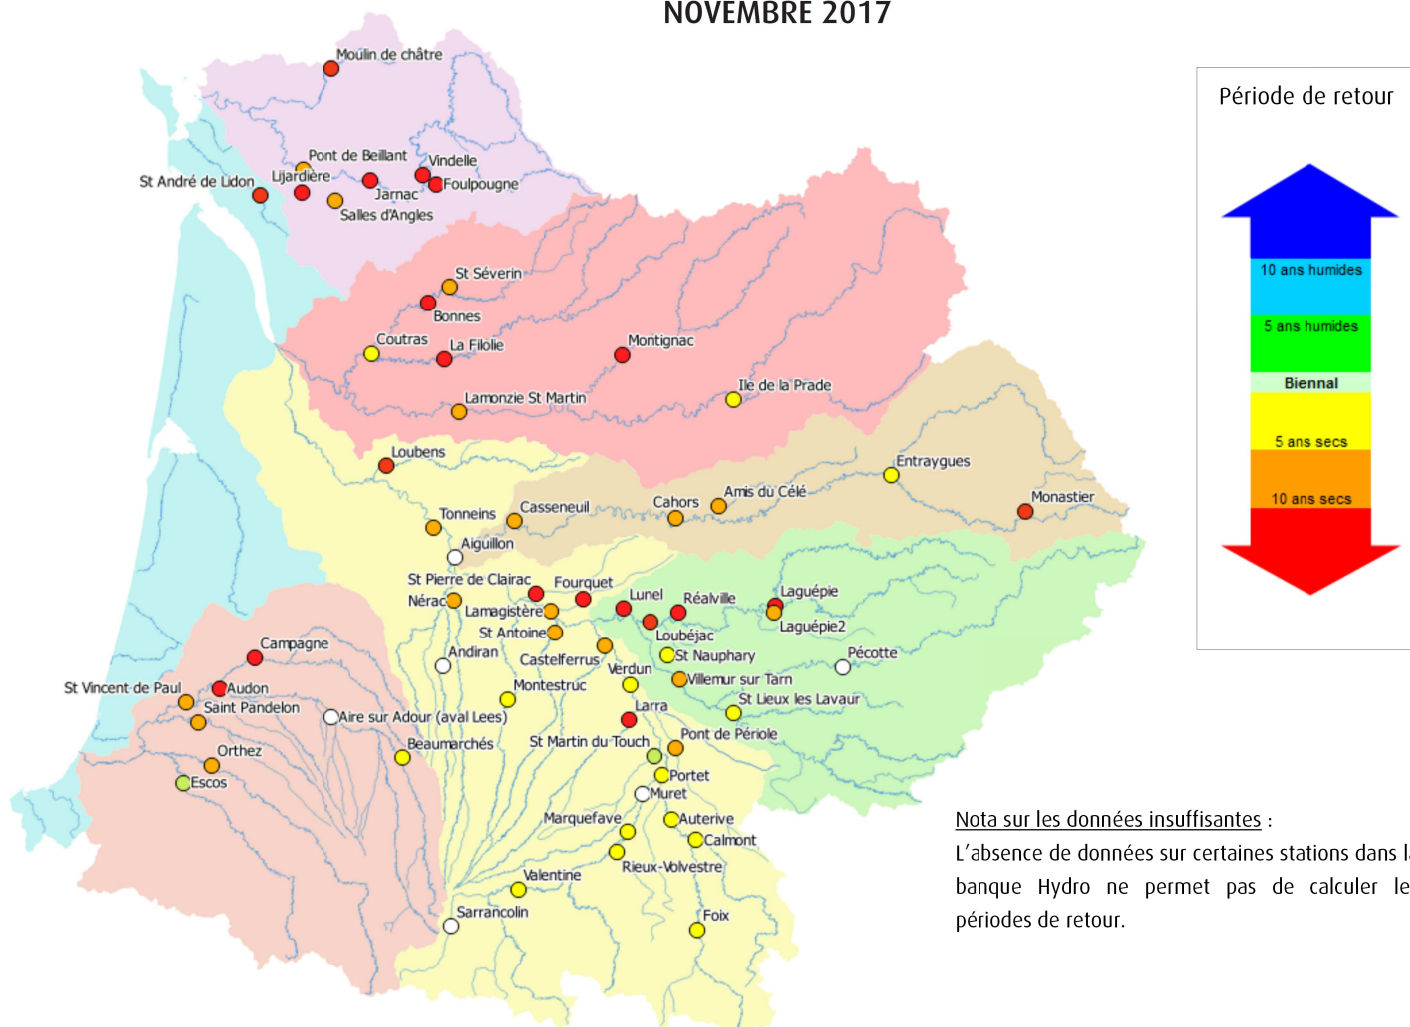 NOVEMBRE 2017
Moulin de châtre
Période de retour
Pont de Beillant
Vindelle
St André de Lidon
Lijardière
Jarnac
Foulpougne
Salles d'Angles
10 ans humides
St Séverin
Bonnes
5 ans humides
Coutras
La Filolie
Montignac
Biennal
Ile de la Prade
Lamonzie St Martin
5 ans secs
Loubens
Entraygues
10 ans secs
Amis du Célé
Monastier
Cahors
Casseneuil
Tonneins
Aiguillon
St Pierre de Clairac
Fourquet
Lunel
Réalville
Laguépie
Nérac
Lamagistère
Laguépie2
St Antoine
Loubéjac
Campagne
Andiran
Castelferrus
St Nauphary
Pécotte
Verdun
Villemur sur Tarn
St Vincent de Paul
Audon
Montestruc
St Lieux les Lavaur
Saint Pandelon
Larra
Aire sur Adour (aval Lees)
Pont de Périole
Orthez
Beaumarchés
St Martin du Touch
Escos
Portet
Muret
Marquefave
Auterive
Calmont
Rieux-Volvestre
Valentine
Sarrancolin
Foix
Nota sur les données insuffisantes :
L'absence de données sur certaines stations dans l
banque Hydro ne permet pas de calculer le
périodes de retour.